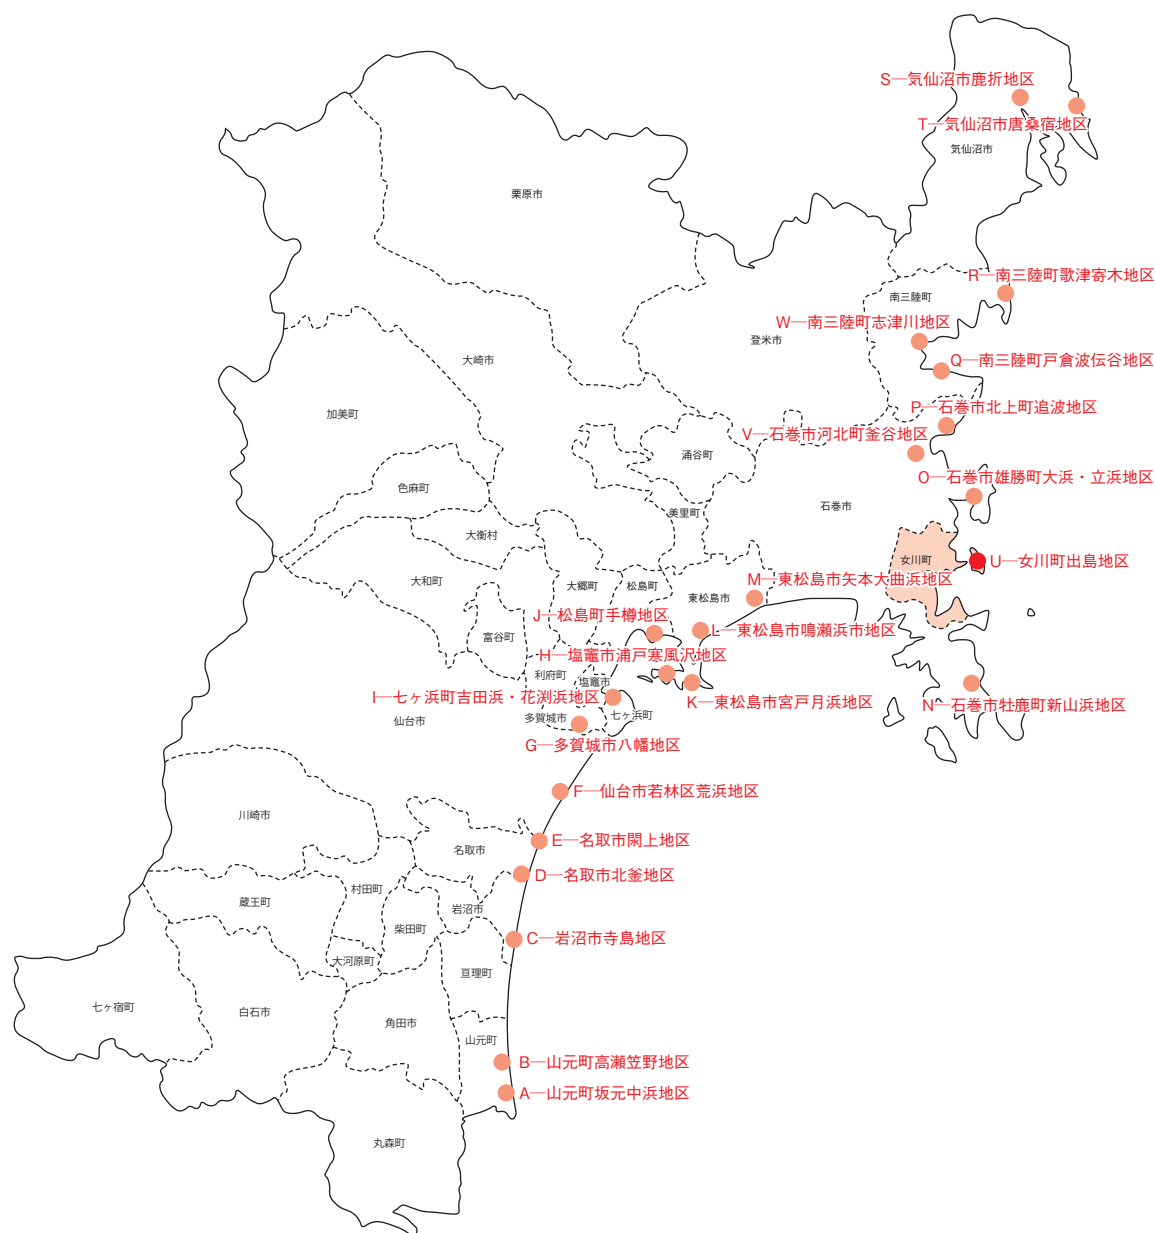 S―気仙沼市鹿折地区
T―気仙沼市唐桑宿地区
気仙沼市
栗原市
R―南三陸町歌津寄木地区
南三陸町
W―南三陸町志津川地区
登米市
大崎市
Q―南三陸町戸倉波伝谷地区
P―石巻市北上町追波地区
加美町
V―石巻市河北町釜谷地区
涌谷町
O―石巻市雄勝町大浜・立浜地区
色麻町
石巻市
美里町
大衡村
女川町
U―女川町出島地区
大和町
大郷町
松島町
M―東松島市矢本大曲浜地区
東松島市
J―松島町手樽地区
L―東松島市鳴瀬浜市地区
富谷町
H―塩竈市浦戸寒風沢地区
利府町
塩竈市
I―七ヶ浜町吉田浜・花渕浜地区
K―東松島市宮戸月浜地区
N―石巻市牡鹿町新山浜地区
仙台市
多賀城市
七ヶ浜町
G―多賀城市八幡地区
F―仙台市若林区荒浜地区
川崎市
E―名取市閖上地区
名取市
D―名取市北釜地区
村田町
蔵王町
岩沼市
柴田町
C―岩沼市寺島地区
大河原町
亘理町
七ヶ宿町
白石市
角田市
山元町
B―山元町高瀬笠野地区
A―山元町坂元中浜地区
丸森町